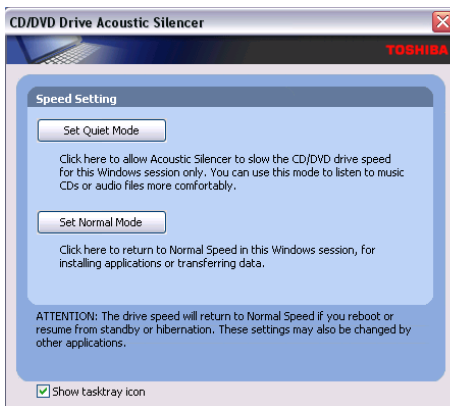 CD/DVD Drive Acoustic Silencer
TOSHIBA
Speed Setting
Set Quiet Mode
Click here to allow Acoustic Silencer to slow the CD/DVD drive speed
for this Windows session only. You can use this mode to listen to music
CDs or audio files more comfortably.
Set Normal Mode
Click here to return to Normal Speed in this Windows session, for
installing applications or transferring data.
ATTENTION: The drive speed will return to Normal Speed if you reboot or
resume from standby or hibernation. These settings may also be changed by
other applications.
Show tasktray icon